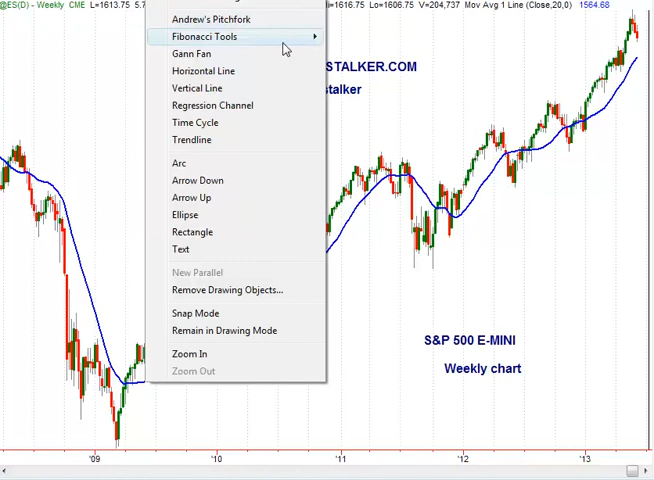 @ES(D) - Weekly CME L=1613.75 5.7 Hi=1616.75 Lo=1606.75 V=204,737 Mov Avg 1 Line (Close,20,0) 1564.68
Andrew's Pitchfork
Fibonacci Tools
Gann Fan
Horizontal Line
Vertical Line
Regression Channel
Time Cycle
Trendline
Arc
Arrow Down
Arrow Up
Ellipse
Rectangle
Text
New Parallel
Remove Drawing Objects...
Snap Mode
Remain in Drawing Mode
Zoom In
Zoom Out
STALKER.COM
stalker
S&P 500 E-MINI
Weekly chart
'09 '10 '11 '12 '13